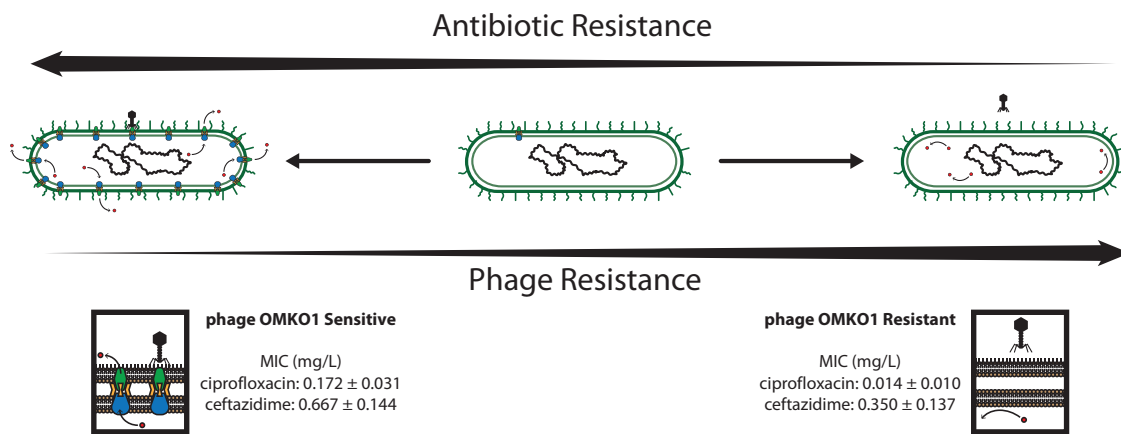 Antibiotic Resistance
Phage Resistance
phage OMKO1 Sensitive
MIC (mg/L)
ciprofloxacin: 0.172 ± 0.031
ceftazidime: 0.667 ± 0.144
phage OMKO1 Resistant
MIC (mg/L)
ciprofloxacin: 0.014 ± 0.010
ceftazidime: 0.350 ± 0.137